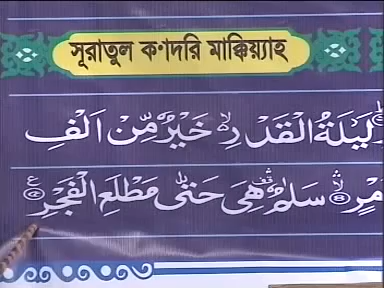 সূরাতুল ক্বাদরি মাক্কিয়্যাহ
لَيْلَةُ الْقَدْرِ ۙ خَيْرٌ مِّنْ اَلْفِ
سَلٰمٌ ۛ هِيَ حَتّٰى مَطْلَعِ الْفَجْرِ